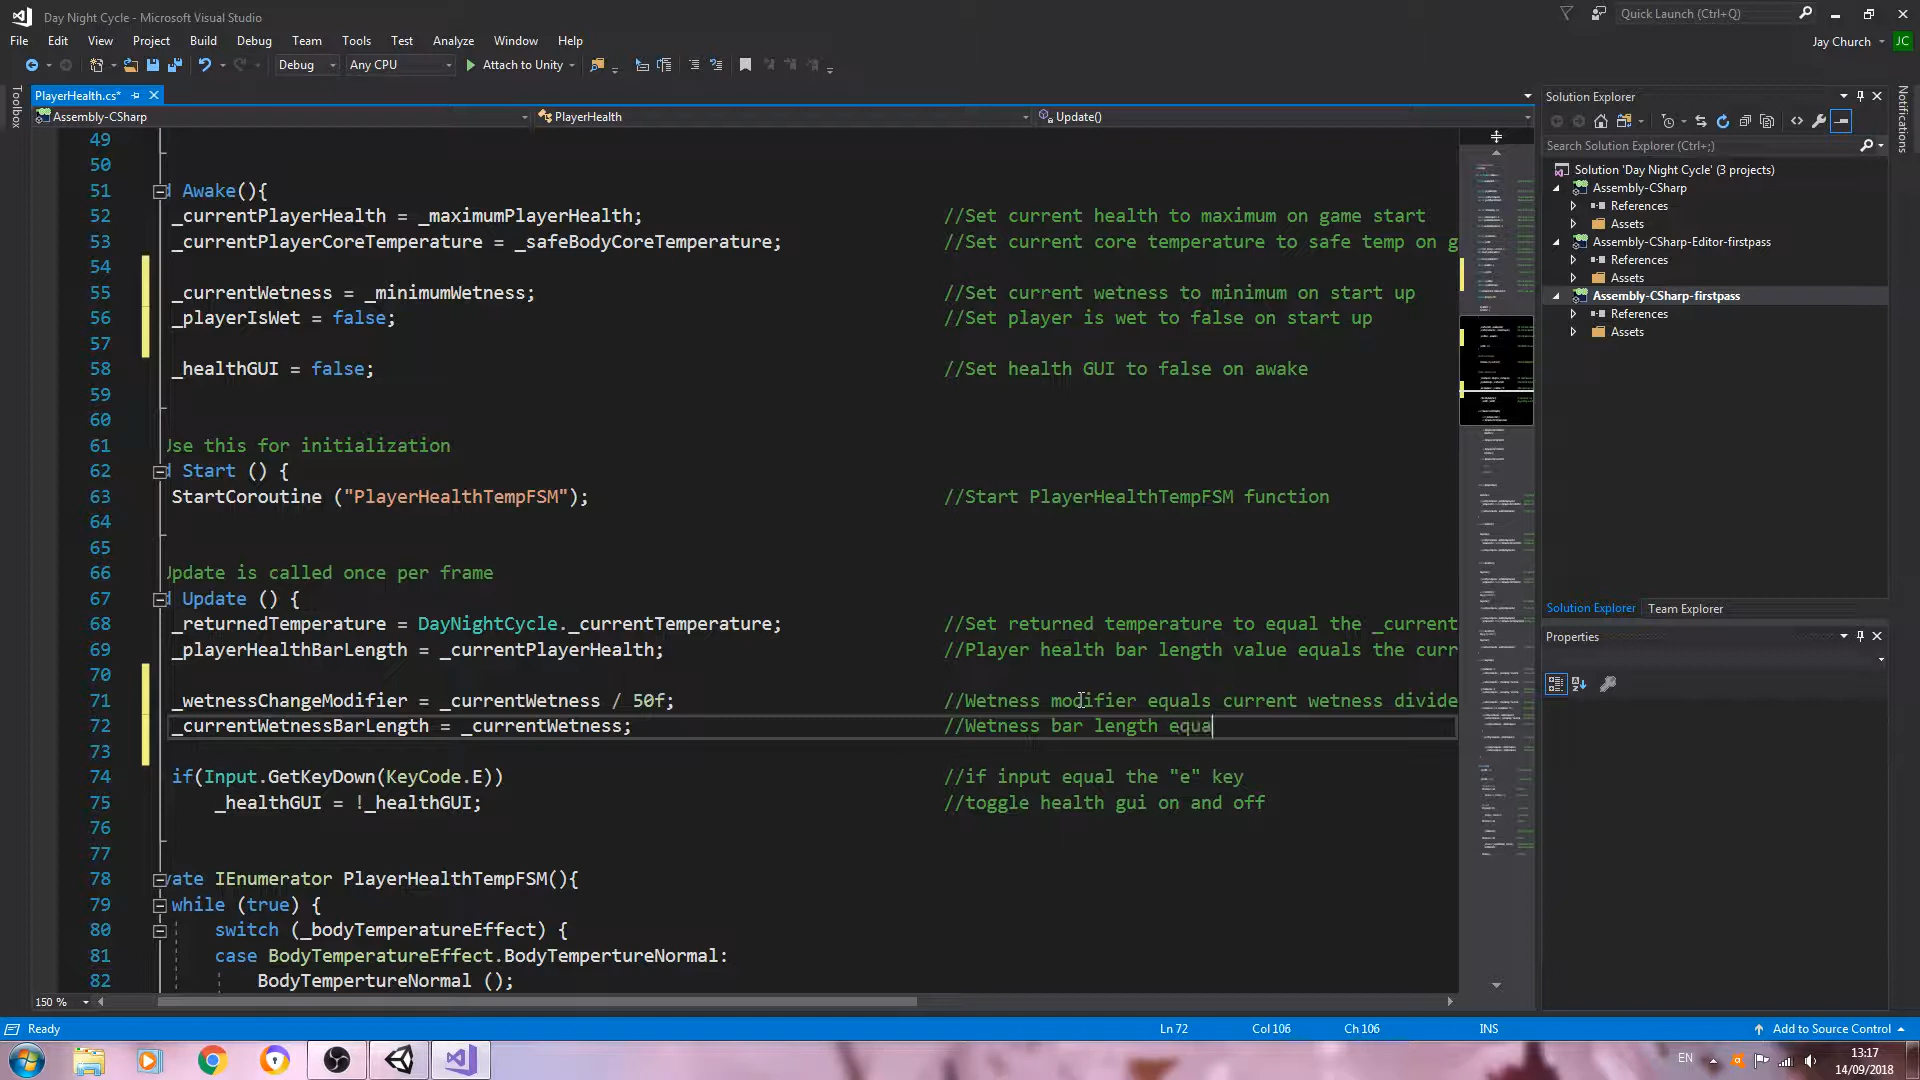 Day Night Cycle - Microsoft Visual Studio
Quick Launch (Ctrl+Q)
File Edit View Project Build Debug Team Tools Test Analyze Window Help
Jay Church
JC
Debug
Any CPU
Attach to Unity
Toolbox
PlayerHealth.cs*
Assembly-CSharp
PlayerHealth
Update()
49
50
51 d Awake(){
52 _currentPlayerHealth = _maximumPlayerHealth; //Set current health to maximum on game start
53 _currentPlayerCoreTemperature = _safeBodyCoreTemperature; //Set current core temperature to safe temp on g
54
55 _currentWetness = _minimumWetness; //Set current wetness to minimum on start up
56 _playerIsWet = false; //Set player is wet to false on start up
57
58 _healthGUI = false; //Set health GUI to false on awake
59
60
61 Use this for initialization
62 d Start () {
63 StartCoroutine ("PlayerHealthTempFSM"); //Start PlayerHealthTempFSM function
64
65
66 Update is called once per frame
67 d Update () {
68 _returnedTemperature = DayNightCycle._currentTemperature; //Set returned temperature to equal the _current
69 _playerHealthBarLength = _currentPlayerHealth; //Player health bar length value equals the curr
70
71 _wetnessChangeModifier = _currentWetness / 50f; //Wetness modifier equals current wetness divide
72 _currentWetnessBarLength = _currentWetness; //Wetness bar length equa
73
74 if(Input.GetKeyDown(KeyCode.E)) //if input equal the "e" key
75 _healthGUI = !_healthGUI; //toggle health gui on and off
76
77
78 vate IEnumerator PlayerHealthTempFSM(){
79 while (true) {
80 switch (_bodyTemperatureEffect) {
81 case BodyTemperatureEffect.BodyTempertureNormal:
82 BodyTempertureNormal ();
150 %
Solution Explorer
Search Solution Explorer (Ctrl+;)
Solution 'Day Night Cycle' (3 projects)
Assembly-CSharp
References
Assets
Assembly-CSharp-Editor-firstpass
References
Assets
Assembly-CSharp-firstpass
References
Assets
Solution Explorer
Team Explorer
Properties
Notifications
Ready
Ln 72
Col 106
Ch 106
INS
Add to Source Control
EN
13:17
14/09/2018